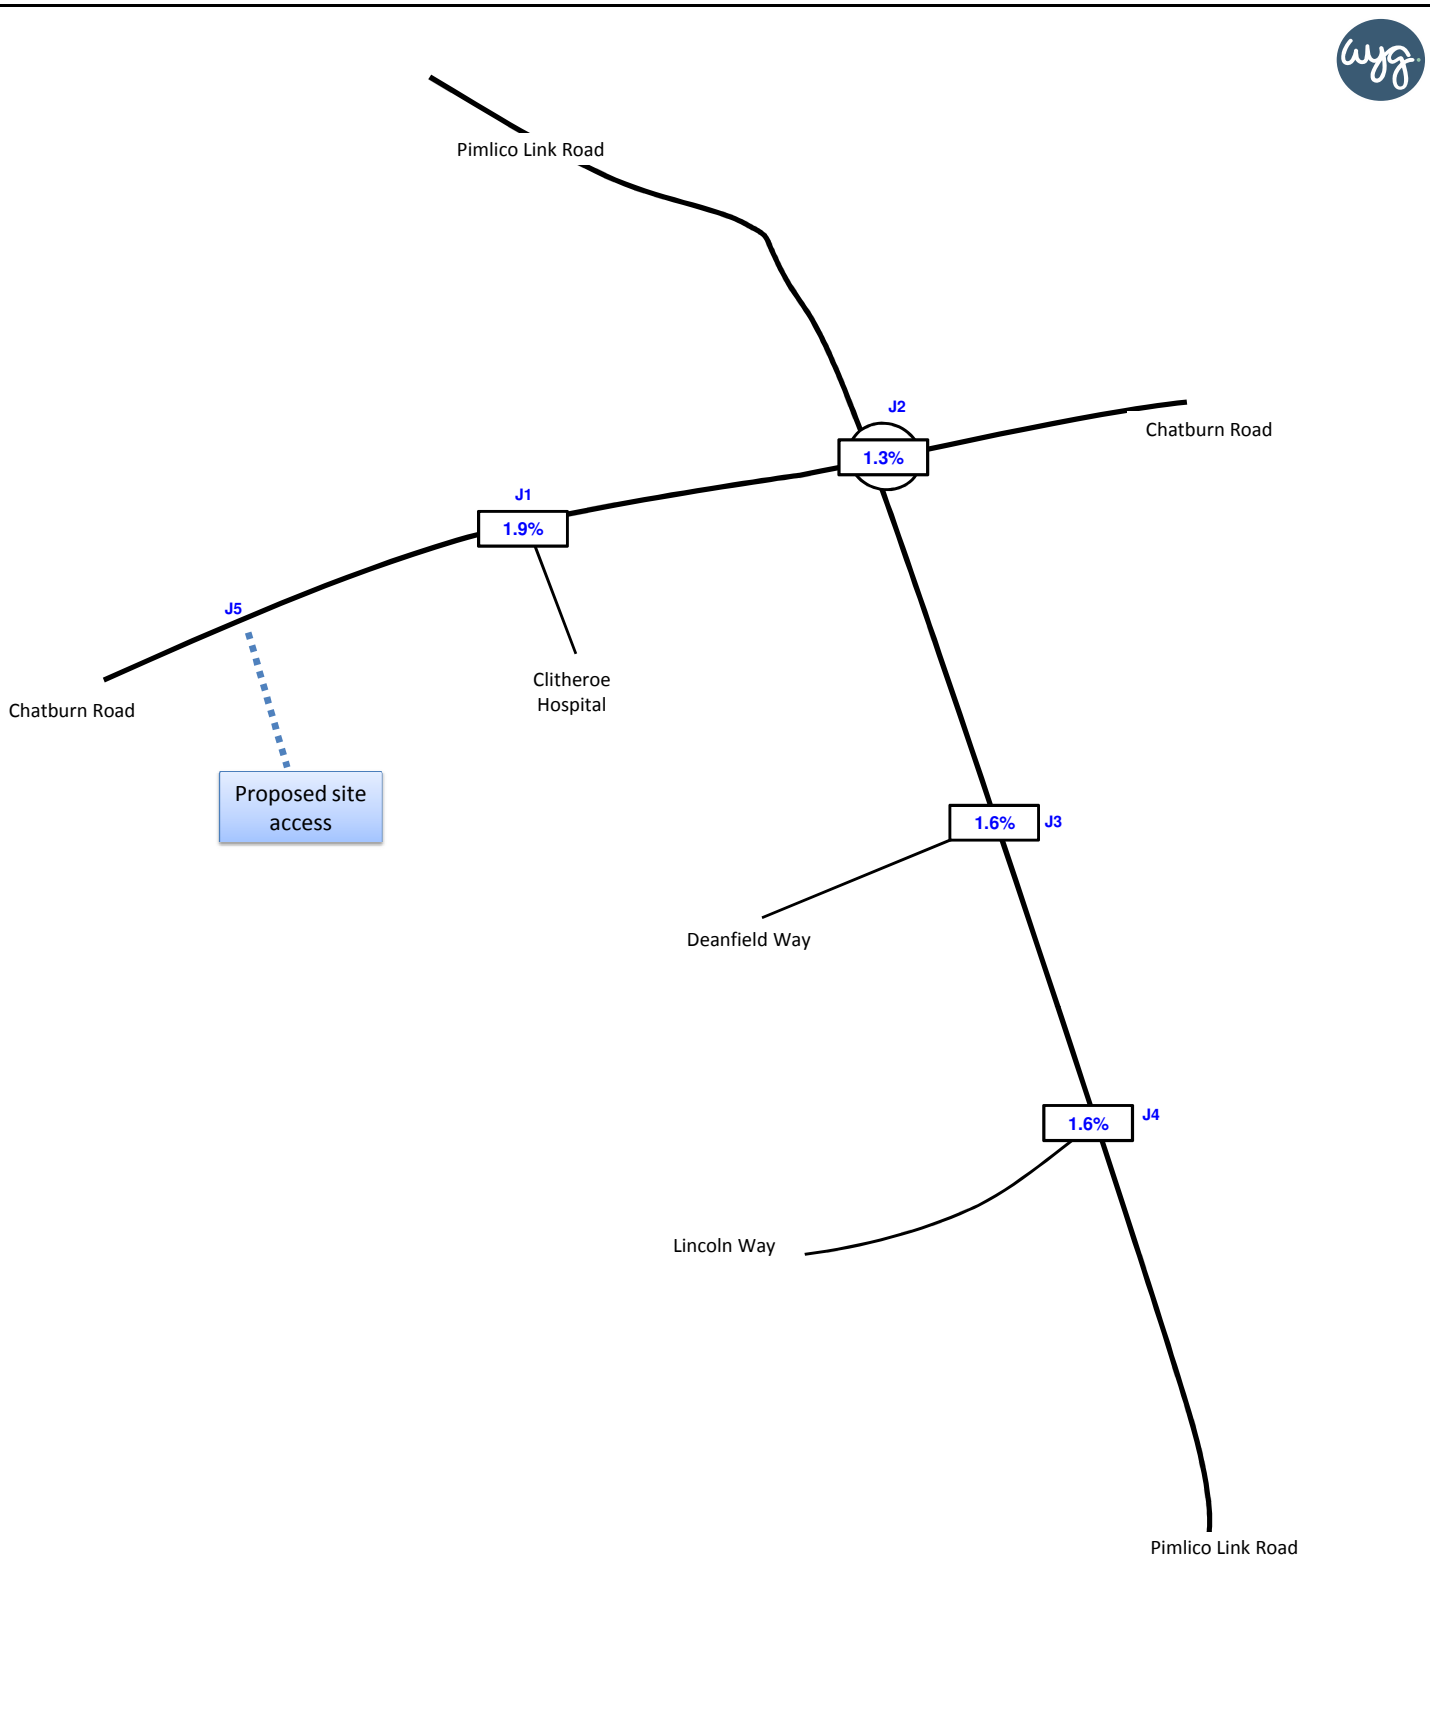 wyg.
Pimlico Link Road
J2
1.3%
Chatburn Road
J1
1.9%
J5
Clitheroe
Hospital
Chatburn Road
Proposed site
access
1.6%
J3
Deanfield Way
1.6%
J4
Lincoln Way
Pimlico Link Road